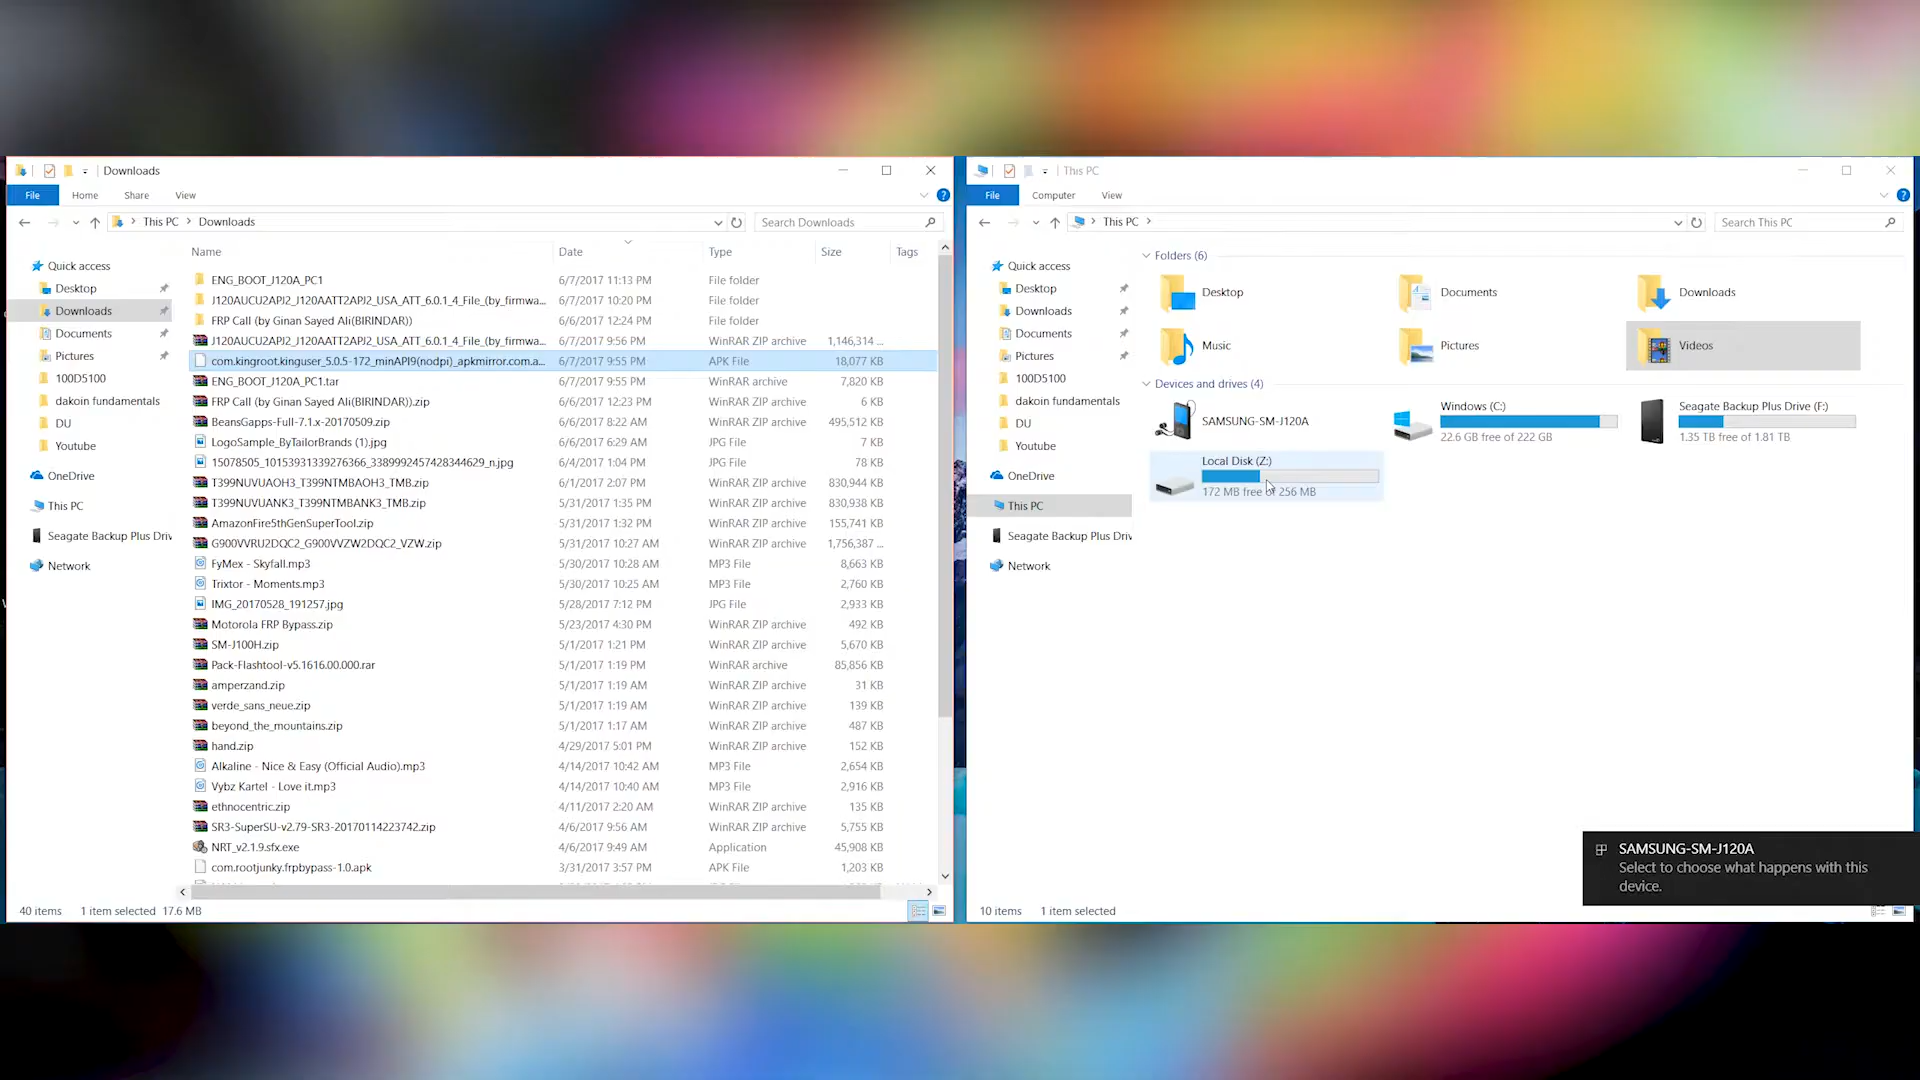 Downloads
File Home Share View
This PC Downloads
Search Downloads
Name Date Type Size Tags
Quick access
Desktop
Downloads
Documents
Pictures
100D5100
dakoin fundamentals
DU
Youtube
OneDrive
This PC
Seagate Backup Plus Driv
Network
ENG_BOOT_J120A_PC1 6/7/2017 11:13 PM File folder
J120AUCU2APJ2_J120AATT2APJ2_USA_ATT_6.0.1_4_File_(by_firmwa... 6/7/2017 10:20 PM File folder
FRP Call (by Ginan Sayed Ali(BIRINDAR)) 6/6/2017 12:24 PM File folder
J120AUCU2APJ2_J120AATT2APJ2_USA_ATT_6.0.1_4_File_(by_firmwa... 6/7/2017 9:56 PM WinRAR ZIP archive 1,146,314 ...
com.kingroot.kinguser_5.0.5-172_minAPI9(nodpi)_apkmirror.com.a... 6/7/2017 9:55 PM APK File 18,077 KB
ENG_BOOT_J120A_PC1.tar 6/7/2017 9:55 PM WinRAR archive 7,820 KB
FRP Call (by Ginan Sayed Ali(BIRINDAR)).zip 6/6/2017 12:23 PM WinRAR ZIP archive 6 KB
BeansGapps-Full-7.1.x-20170509.zip 6/6/2017 8:22 AM WinRAR ZIP archive 495,512 KB
LogoSample_ByTailorBrands (1).jpg 6/6/2017 6:29 AM JPG File 7 KB
15078505_10153931339276366_3389992457428344629_n.jpg 6/4/2017 1:04 PM JPG File 78 KB
T399NUVUAOH3_T399NTMBAOH3_TMB.zip 6/1/2017 2:07 PM WinRAR ZIP archive 830,944 KB
T399NUVUANK3_T399NTMBANK3_TMB.zip 5/31/2017 1:35 PM WinRAR ZIP archive 830,938 KB
AmazonFire5thGenSuperTool.zip 5/31/2017 1:32 PM WinRAR ZIP archive 155,741 KB
G900VVRU2DQC2_G900VVZW2DQC2_VZW.zip 5/31/2017 10:27 AM WinRAR ZIP archive 1,756,387 ...
FyMex - Skyfall.mp3 5/30/2017 10:28 AM MP3 File 8,663 KB
Trixtor - Moments.mp3 5/30/2017 10:25 AM MP3 File 2,760 KB
IMG_20170528_191257.jpg 5/28/2017 7:12 PM JPG File 2,933 KB
Motorola FRP Bypass.zip 5/23/2017 4:30 PM WinRAR ZIP archive 492 KB
SM-J100H.zip 5/1/2017 1:21 PM WinRAR ZIP archive 5,670 KB
Pack-Flashtool-v5.1616.00.000.rar 5/1/2017 1:19 PM WinRAR archive 85,856 KB
amperzand.zip 5/1/2017 1:19 AM WinRAR ZIP archive 31 KB
verde_sans_neue.zip 5/1/2017 1:19 AM WinRAR ZIP archive 139 KB
beyond_the_mountains.zip 5/1/2017 1:17 AM WinRAR ZIP archive 487 KB
hand.zip 4/29/2017 5:01 PM WinRAR ZIP archive 152 KB
Alkaline - Nice & Easy (Official Audio).mp3 4/14/2017 10:42 AM MP3 File 2,654 KB
Vybz Kartel - Love it.mp3 4/14/2017 10:40 AM MP3 File 2,916 KB
ethnocentric.zip 4/11/2017 2:20 AM WinRAR ZIP archive 135 KB
SR3-SuperSU-v2.79-SR3-20170114223742.zip 4/6/2017 9:56 AM WinRAR ZIP archive 5,755 KB
NRT_v2.1.9.sfx.exe 4/6/2017 9:49 AM Application 45,908 KB
com.rootjunky.frpbypass-1.0.apk 3/31/2017 3:57 PM APK File 1,203 KB
40 items 1 item selected 17.6 MB
This PC
File Computer View
This PC
Search This PC
Quick access
Desktop
Downloads
Documents
Pictures
100D5100
dakoin fundamentals
DU
Youtube
OneDrive
This PC
Seagate Backup Plus Driv
Network
Folders (6)
Desktop Documents Downloads
Music Pictures Videos
Devices and drives (4)
SAMSUNG-SM-J120A
Windows (C:)
22.6 GB free of 222 GB
Seagate Backup Plus Drive (F:)
1.35 TB free of 1.81 TB
Local Disk (Z:)
172 MB free of 256 MB
SAMSUNG-SM-J120A
Select to choose what happens with this
device.
10 items 1 item selected